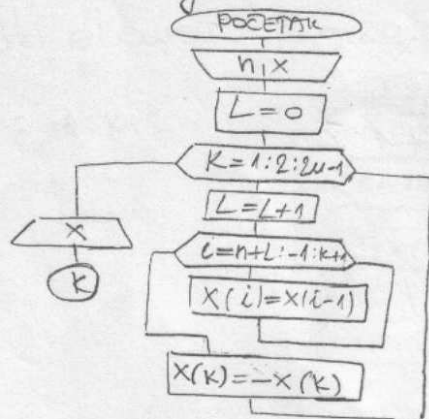 POČETAK
n, x
L=0
K=1:2:2n-1
L=L+1
i=n+L:-1:k+1
X(i)=X(i-1)
X(K)=-X(K)
X
K